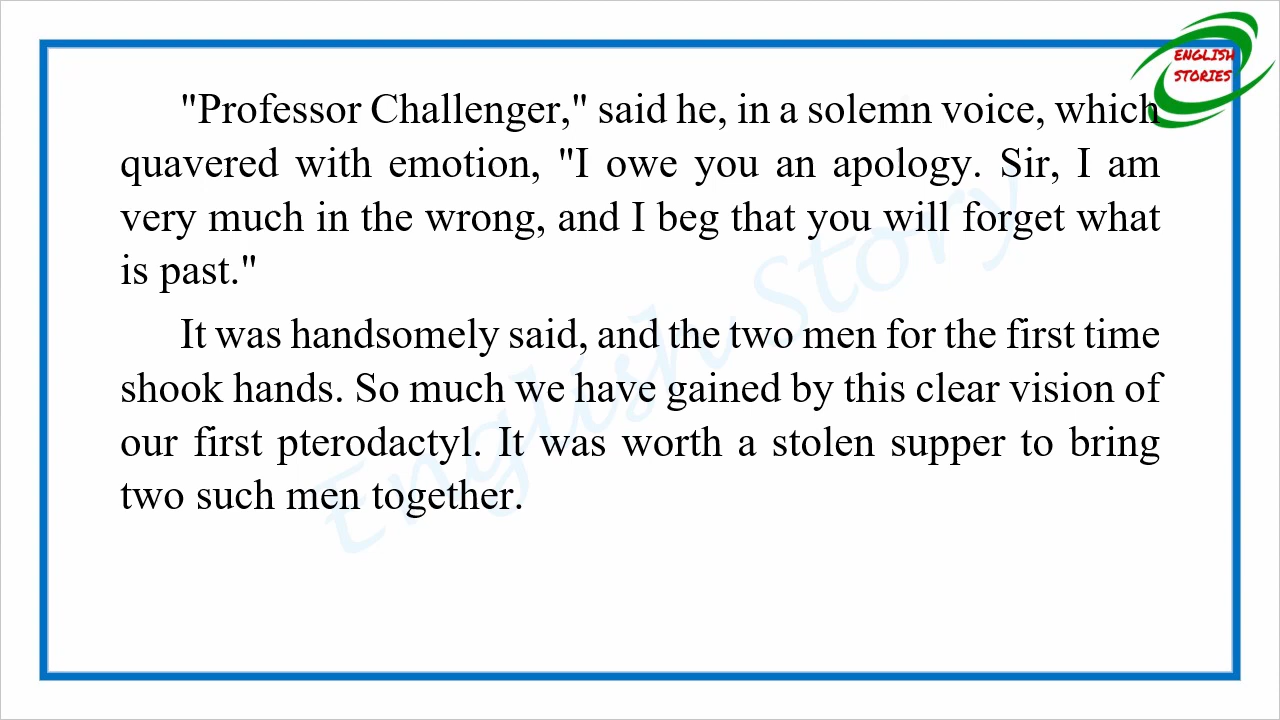 ENGLISH
STORIES
"Professor Challenger," said he, in a solemn voice, which
quavered with emotion, "I owe you an apology. Sir, I am
very much in the wrong, and I beg that you will forget what
is past."
It was handsomely said, and the two men for the first time
shook hands. So much we have gained by this clear vision of
our first pterodactyl. It was worth a stolen supper to bring
two such men together.
English Story